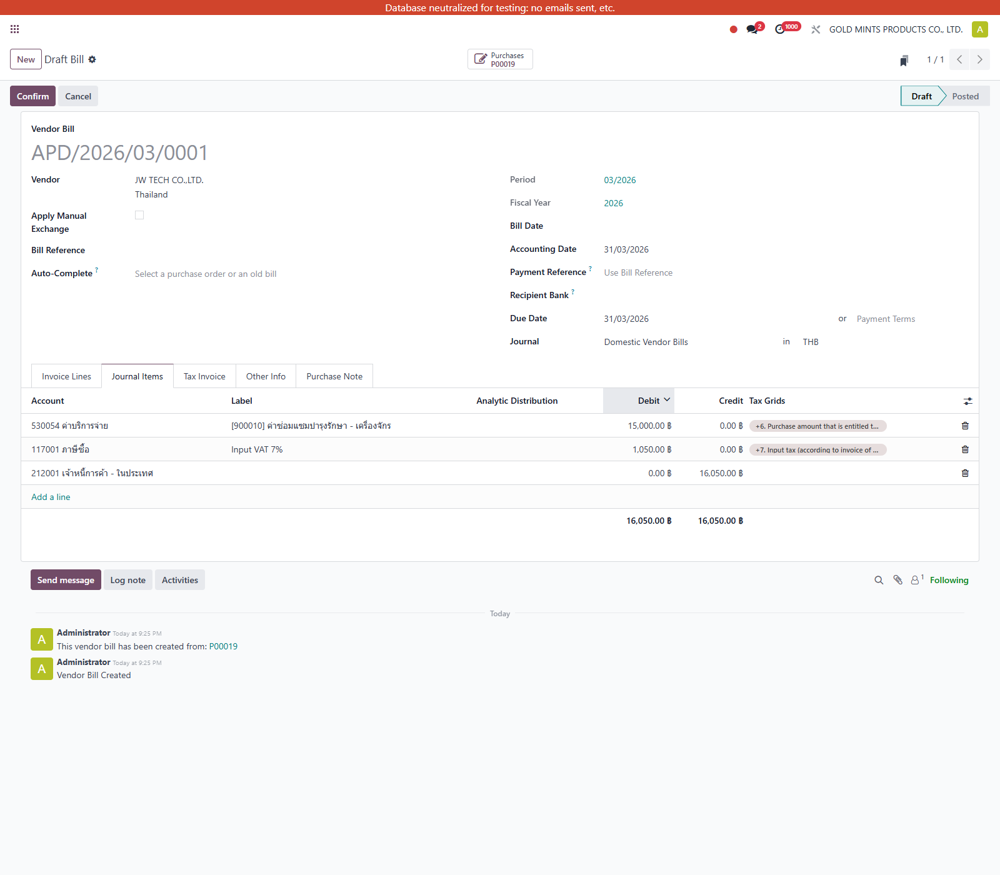 Database neutralized for testing: no emails sent, etc.
2
1000
GOLD MINTS PRODUCTS CO., LTD.
A
New
Draft Bill
Purchases
P00019
1 / 1
Confirm
Cancel
Draft
Posted
Vendor Bill
APD/2026/03/0001
Vendor
JW TECH CO.,LTD.
Thailand
Period
03/2026
Fiscal Year
2026
Apply Manual
Exchange
Bill Date
Bill Reference
Accounting Date
31/03/2026
Auto-Complete ?
Select a purchase order or an old bill
Payment Reference ?
Use Bill Reference
Recipient Bank ?
Due Date
31/03/2026
or
Payment Terms
Journal
Domestic Vendor Bills
in
THB
Invoice Lines
Journal Items
Tax Invoice
Other Info
Purchase Note
Account
Label
Analytic Distribution
Debit
Credit
Tax Grids
530054 ค่าบริการจ่าย
[900010] ค่าซ่อมแซมบำรุงรักษา - เครื่องจักร
15,000.00 ฿
0.00 ฿
+6. Purchase amount that is entitled t...
117001 ภาษีซื้อ
Input VAT 7%
1,050.00 ฿
0.00 ฿
+7. Input tax (according to invoice of ...
212001 เจ้าหนี้การค้า - ในประเทศ
0.00 ฿
16,050.00 ฿
Add a line
16,050.00 ฿
16,050.00 ฿
Send message
Log note
Activities
1
Following
Today
A
Administrator Today at 9:25 PM
This vendor bill has been created from: P00019
A
Administrator Today at 9:25 PM
Vendor Bill Created